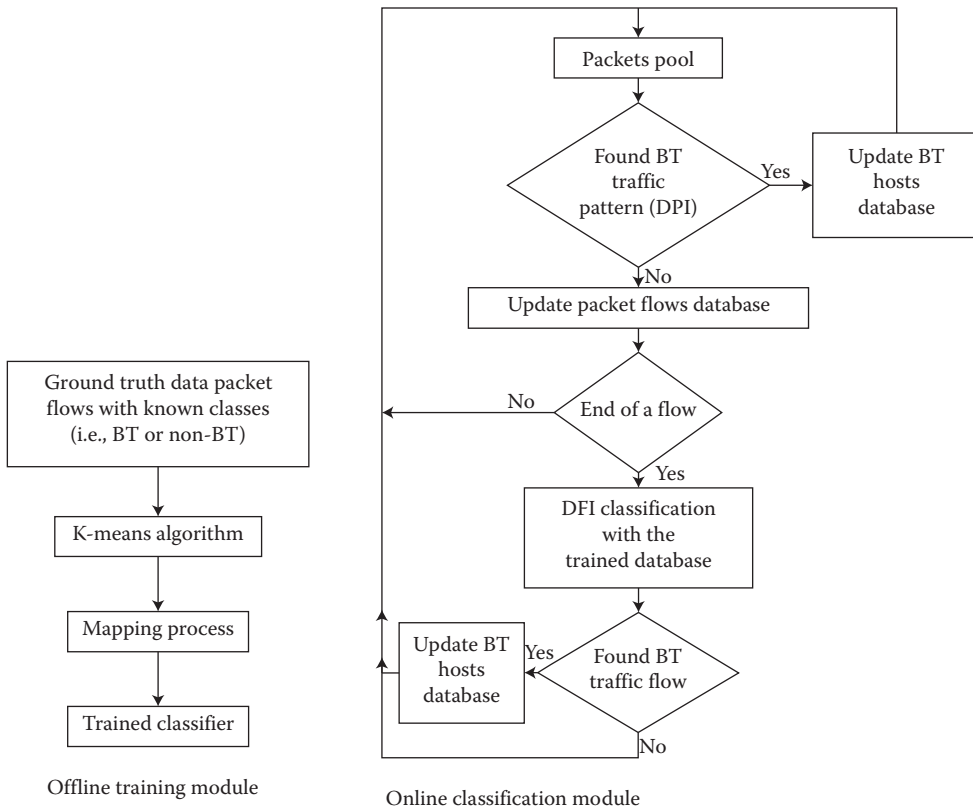 Ground truth data packet
flows with known classes
(i.e., BT or non-BT)
K-means algorithm
Mapping process
Trained classifier
Offline training module
Packets pool
Found BT
traffic
pattern (DPI)
Yes
Update BT
hosts
database
No
Update packet flows database
End of a flow
No
Yes
DFI classification
with the
trained database
Found BT
traffic flow
Yes
Update BT
hosts
database
No
Online classification module